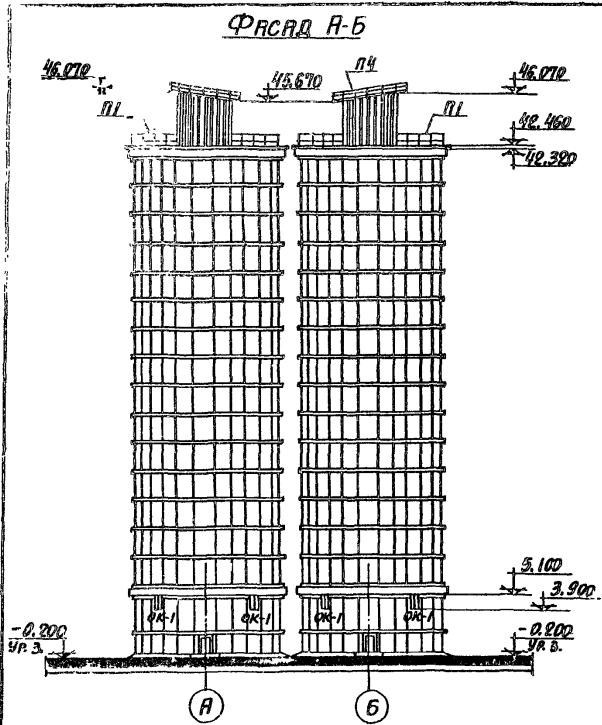 Фасад А-Б
46.070
45.670
П4
46.070
П1
П1
42.460
42.320
5.100
3.900
ОК-1
ОК-1
ОК-1
ОК-1
-0.200
Ур. З.
-0.200
Ур. З.
А
Б